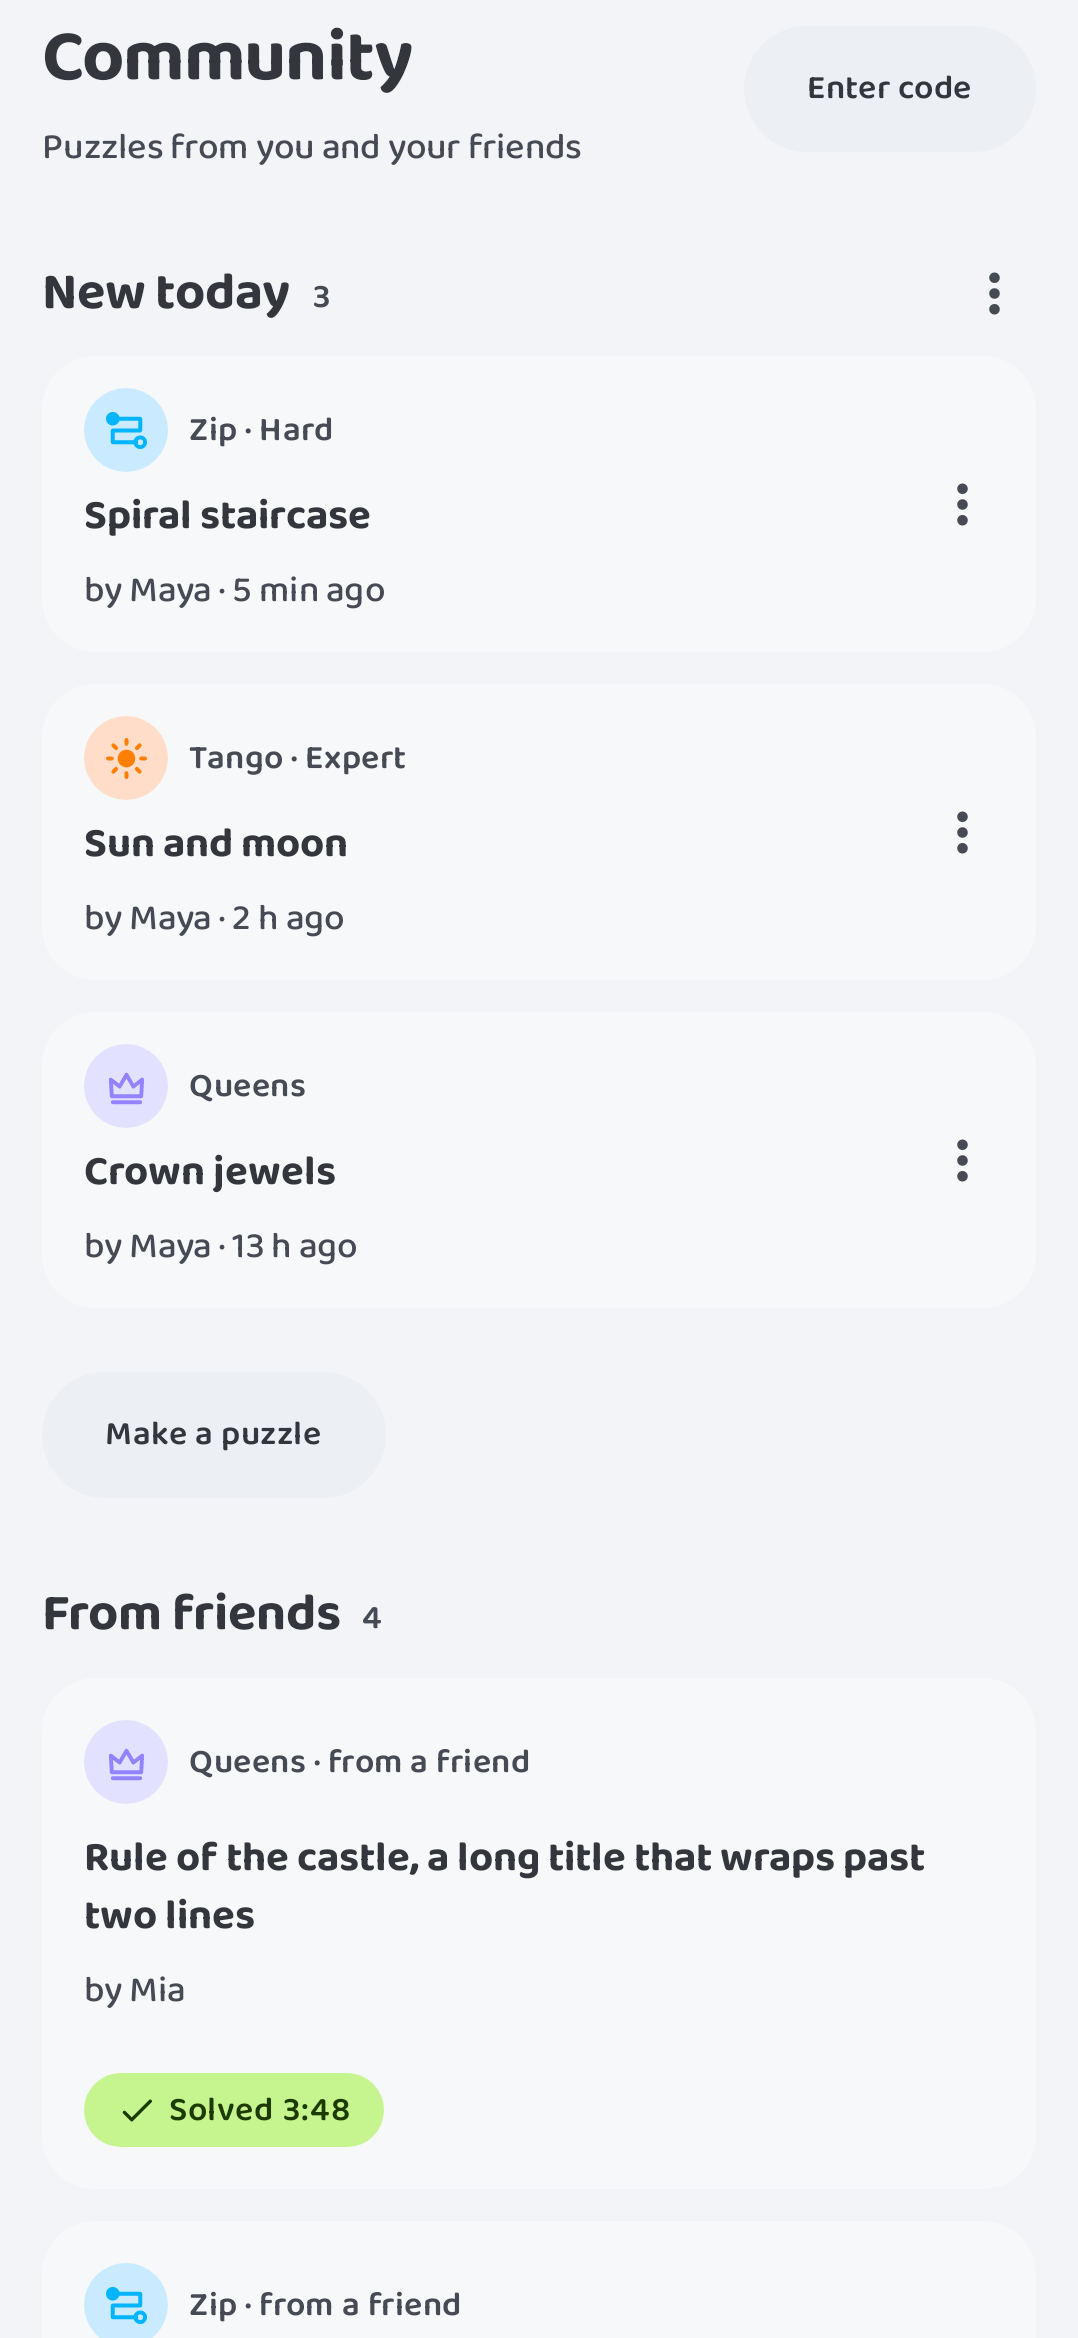 Community
Enter code
Puzzles from you and your friends
New today 3
Zip · Hard
Spiral staircase
by Maya · 5 min ago
Tango · Expert
Sun and moon
by Maya · 2 h ago
Queens
Crown jewels
by Maya · 13 h ago
Make a puzzle
From friends 4
Queens · from a friend
Rule of the castle, a long title that wraps past
two lines
by Mia
Solved 3:48
Zip · from a friend